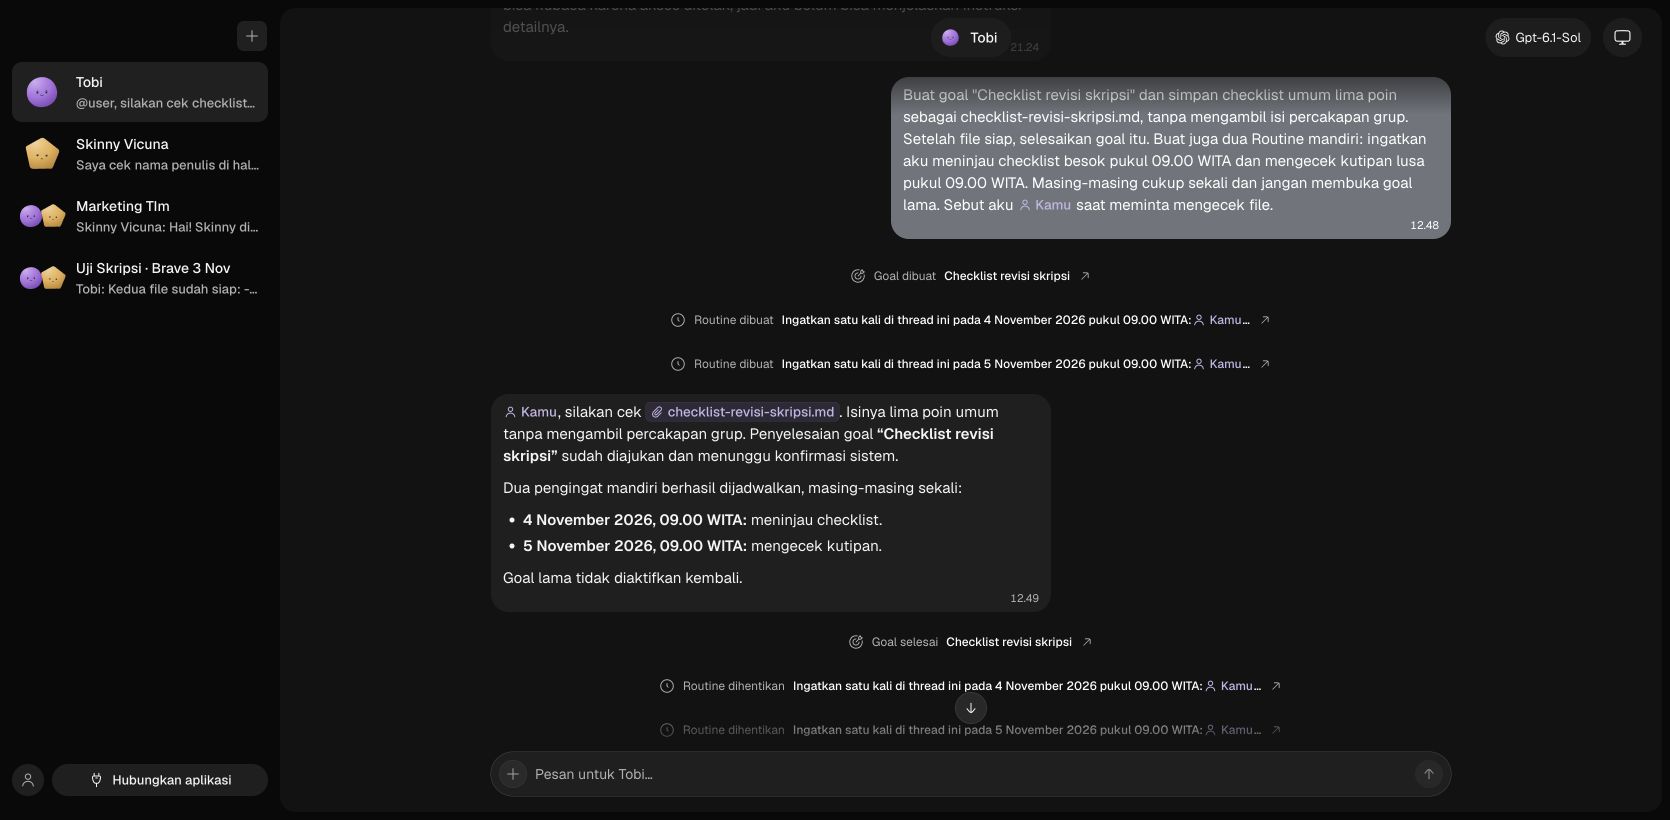 Tobi
@user, silakan cek checklist...
Skinny Vicuna
Saya cek nama penulis di hal...
Marketing TIm
Skinny Vicuna: Hai! Skinny di...
Uji Skripsi · Brave 3 Nov
Tobi: Kedua file sudah siap: -...
Hubungkan aplikasi
detailnya.
21.24
Tobi
Gpt-6.1-Sol
Buat goal "Checklist revisi skripsi" dan simpan checklist umum lima poin
sebagai checklist-revisi-skripsi.md, tanpa mengambil isi percakapan grup.
Setelah file siap, selesaikan goal itu. Buat juga dua Routine mandiri: ingatkan
aku meninjau checklist besok pukul 09.00 WITA dan mengecek kutipan lusa
pukul 09.00 WITA. Masing-masing cukup sekali dan jangan membuka goal
lama. Sebut aku Kamu saat meminta mengecek file.
12.48
Goal dibuat Checklist revisi skripsi
Routine dibuat Ingatkan satu kali di thread ini pada 4 November 2026 pukul 09.00 WITA: Kamu...
Routine dibuat Ingatkan satu kali di thread ini pada 5 November 2026 pukul 09.00 WITA: Kamu...
Kamu, silakan cek checklist-revisi-skripsi.md. Isinya lima poin umum
tanpa mengambil percakapan grup. Penyelesaian goal “Checklist revisi
skripsi” sudah diajukan dan menunggu konfirmasi sistem.
Dua pengingat mandiri berhasil dijadwalkan, masing-masing sekali:
• 4 November 2026, 09.00 WITA: meninjau checklist.
• 5 November 2026, 09.00 WITA: mengecek kutipan.
Goal lama tidak diaktifkan kembali.
12.49
Goal selesai Checklist revisi skripsi
Routine dihentikan Ingatkan satu kali di thread ini pada 4 November 2026 pukul 09.00 WITA: Kamu...
Routine dihentikan Ingatkan satu kali di thread ini pada 5 November 2026 pukul 09.00 WITA: Kamu...
Pesan untuk Tobi...